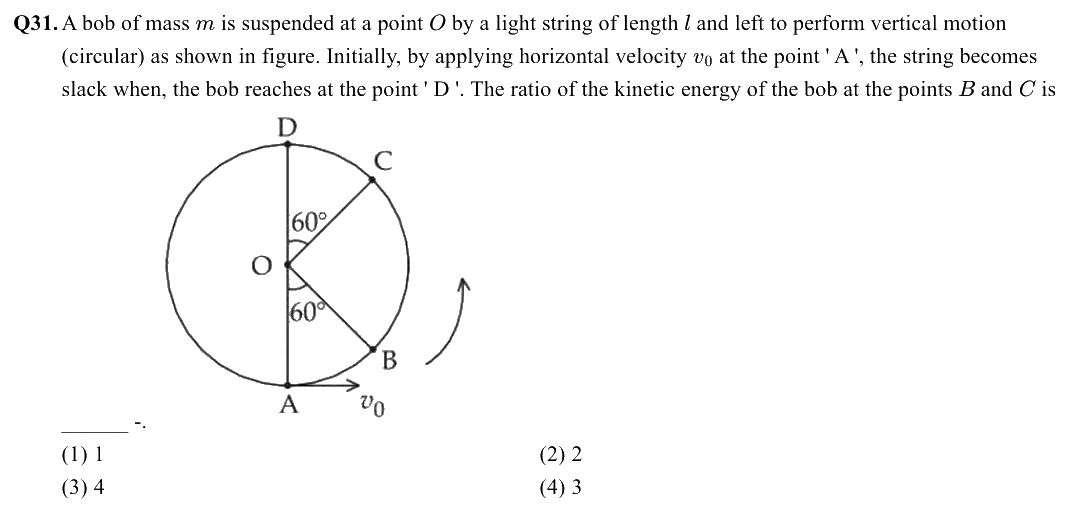 Q31. A bob of mass m is suspended at a point O by a light string of length l and left to perform vertical motion
(circular) as shown in figure. Initially, by applying horizontal velocity v₀ at the point ' A ', the string becomes
slack when, the bob reaches at the point ' D '. The ratio of the kinetic energy of the bob at the points B and C is
D
C
60°
O
60°
B
A
v₀
_______ -.
(1) 1
(2) 2
(3) 4
(4) 3